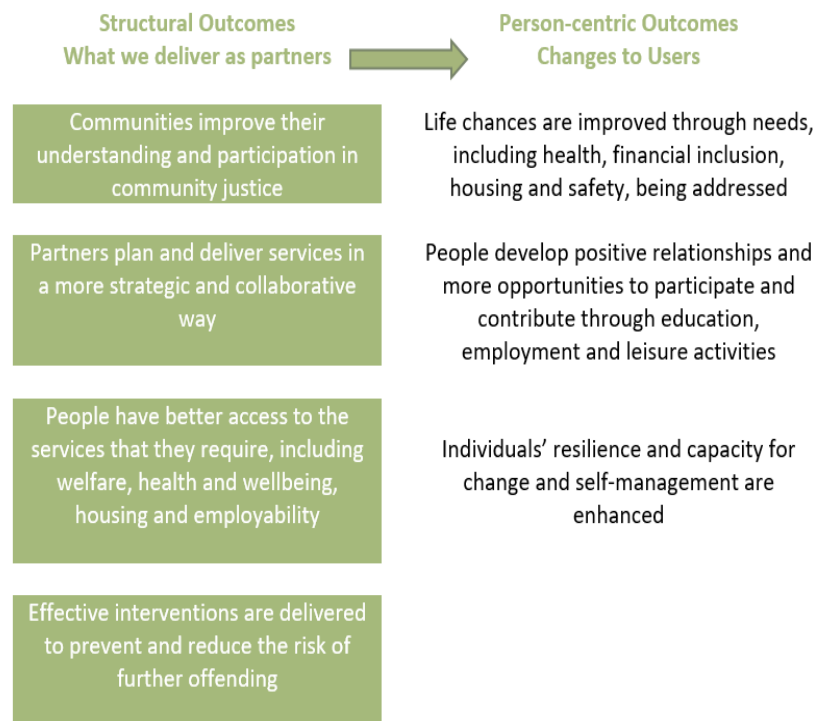 Structural Outcomes
What we deliver as partners
Person-centric Outcomes
Changes to Users
Communities improve their
understanding and participation in
community justice
Life chances are improved through needs,
including health, financial inclusion,
housing and safety, being addressed
Partners plan and deliver services in
a more strategic and collaborative
way
People develop positive relationships and
more opportunities to participate and
contribute through education,
employment and leisure activities
People have better access to the
services that they require, including
welfare, health and wellbeing,
housing and employability
Individuals’ resilience and capacity for
change and self-management are
enhanced
Effective interventions are delivered
to prevent and reduce the risk of
further offending